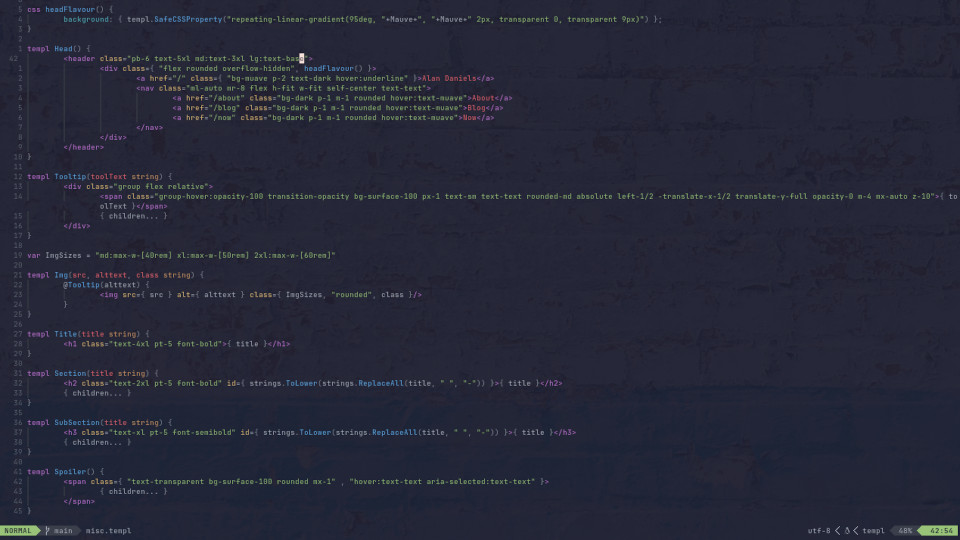 5 css headFlavour() {
4 background: { templ.SafeCSSProperty("repeating-linear-gradient(95deg, "+Mauve+", "+Mauve+" 2px, transparent 0, transparent 9px)") };
3 }
2
1 templ Head() {
42 <header class="pb-6 text-5xl md:text-3xl lg:text-base">
1 <div class={ "flex rounded overflow-hidden", headFlavour() }>
2 <a href="/" class={ "bg-muave p-2 text-dark hover:underline" }>Alan Daniels</a>
3 <nav class="ml-auto mr-8 flex h-fit w-fit self-center text-text">
4 <a href="/about" class="bg-dark p-1 m-1 rounded hover:text-muave">About</a>
5 <a href="/blog" class="bg-dark p-1 m-1 rounded hover:text-muave">Blog</a>
6 <a href="/now" class="bg-dark p-1 m-1 rounded hover:text-muave">Now</a>
7 </nav>
8 </div>
9 </header>
10 }
11
12 templ Tooltip(toolText string) {
13 <div class="group flex relative">
14 <span class="group-hover:opacity-100 transition-opacity bg-surface-100 px-1 text-sm text-text rounded-md absolute left-1/2 -translate-x-1/2 translate-y-full opacity-0 m-4 mx-auto z-10">{ to
olText }</span>
15 { children... }
16 </div>
17 }
18
19 var ImgSizes = "md:max-w-[40rem] xl:max-w-[50rem] 2xl:max-w-[60rem]"
20
21 templ Img(src, alttext, class string) {
22 @Tooltip(alttext) {
23 <img src={ src } alt={ alttext } class={ ImgSizes, "rounded", class }/>
24 }
25 }
26
27 templ Title(title string) {
28 <h1 class="text-4xl pt-5 font-bold">{ title }</h1>
29 }
30
31 templ Section(title string) {
32 <h2 class="text-2xl pt-5 font-bold" id={ strings.ToLower(strings.ReplaceAll(title, " ", "-")) }>{ title }</h2>
33 { children... }
34 }
35
36 templ SubSection(title string) {
37 <h3 class="text-xl pt-5 font-semibold" id={ strings.ToLower(strings.ReplaceAll(title, " ", "-")) }>{ title }</h3>
38 { children... }
39 }
40
41 templ Spoiler() {
42 <span class={ "text-transparent bg-surface-100 rounded mx-1" , "hover:text-text aria-selected:text-text" }>
43 { children... }
44 </span>
45 }
NORMAL main misc.templ utf-8 templ 48% 42:54